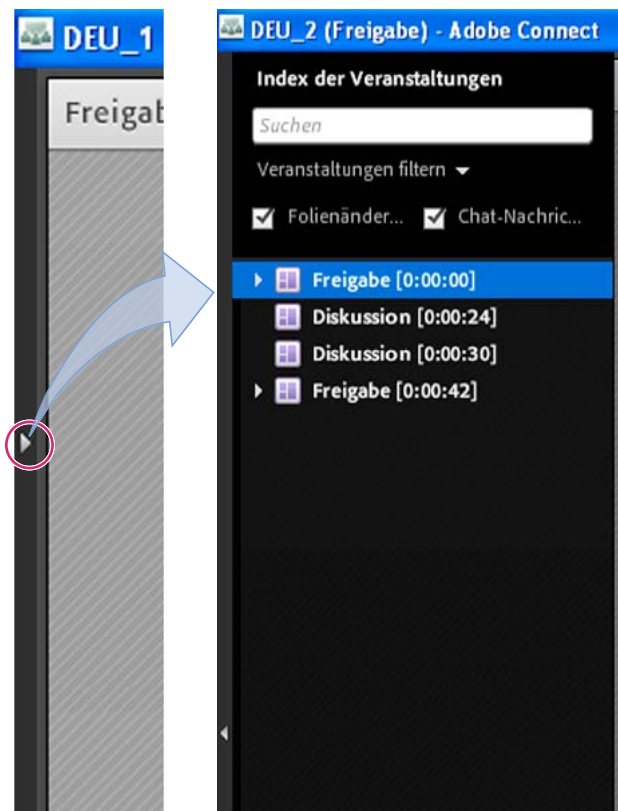 DEU_1
Freigab
DEU_2 (Freigabe) - Adobe Connect
Index der Veranstaltungen
Suchen
Veranstaltungen filtern
Folienänder... Chat-Nachric...
Freigabe [0:00:00]
Diskussion [0:00:24]
Diskussion [0:00:30]
Freigabe [0:00:42]